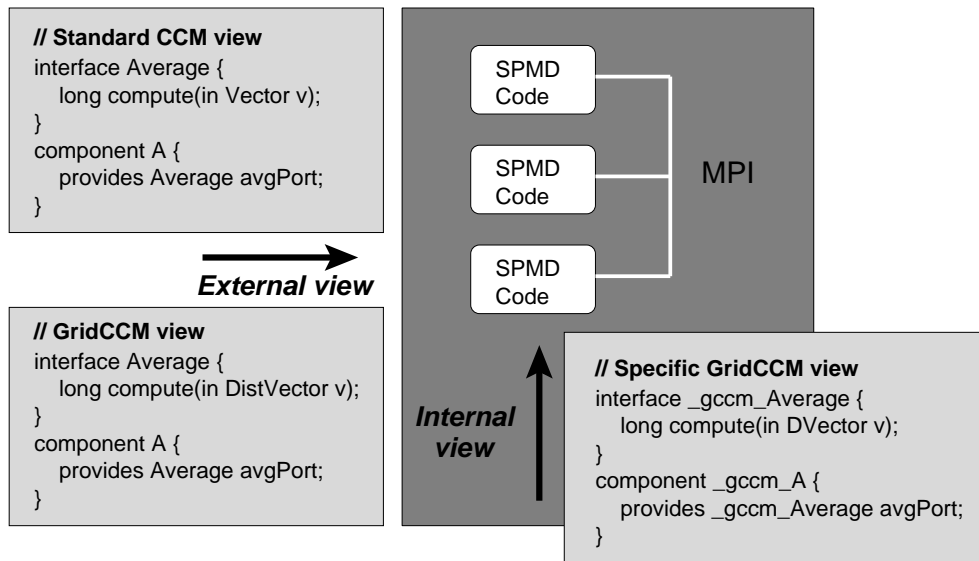 // Standard CCM view
interface Average {
long compute(in Vector v);
}
component A {
provides Average avgPort;
}
External view
// GridCCM view
interface Average {
long compute(in DistVector v);
}
component A {
provides Average avgPort;
}
SPMD
Code
SPMD
Code
SPMD
Code
MPI
Internal
view
// Specific GridCCM view
interface _gccm_Average {
long compute(in DVector v);
}
component _gccm_A {
provides _gccm_Average avgPort;
}